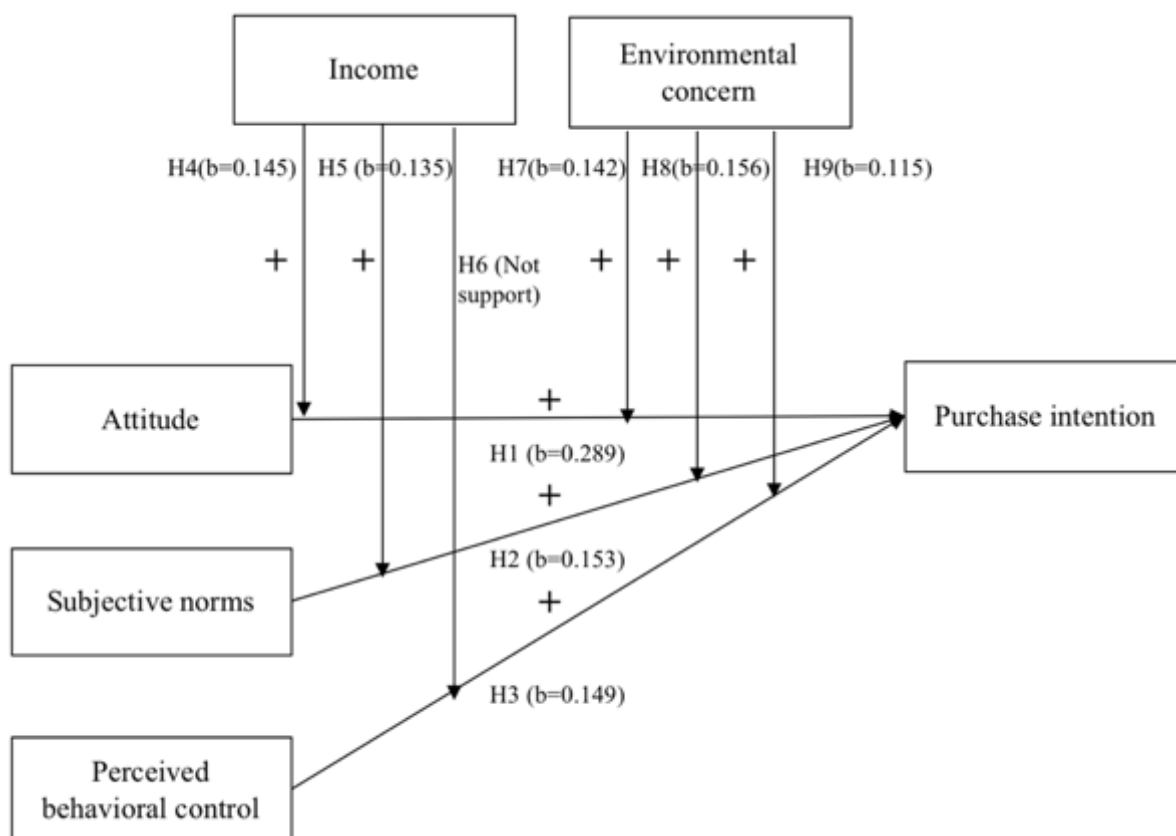 Income
Environmental
concern
H4(b=0.145)
H5 (b=0.135)
H7(b=0.142)
H8(b=0.156)
H9(b=0.115)
+
+
+
+
+
H6 (Not
support)
Attitude
+
Purchase intention
H1 (b=0.289)
+
H2 (b=0.153)
Subjective norms
+
H3 (b=0.149)
Perceived
behavioral control